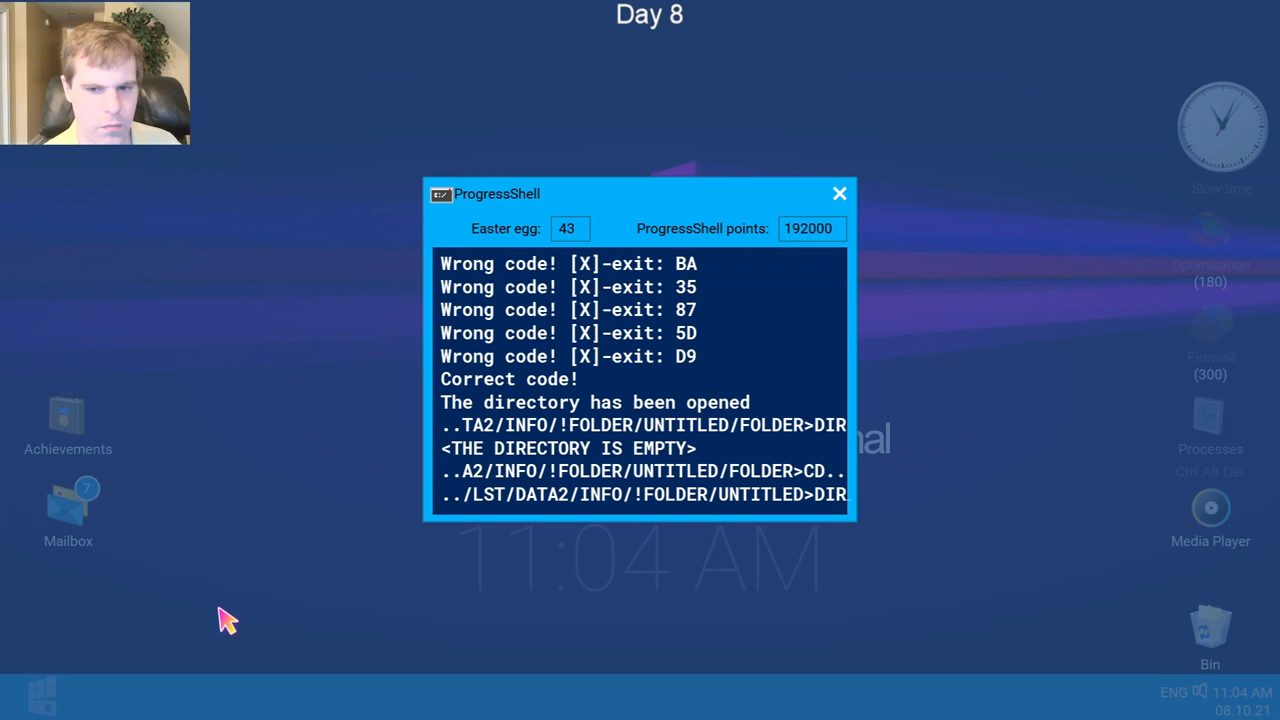 Day 8
ProgressShell
Easter egg: 43 ProgressShell points: 192000
Wrong code! [X]-exit: BA
Wrong code! [X]-exit: 35
Wrong code! [X]-exit: 87
Wrong code! [X]-exit: 5D
Wrong code! [X]-exit: D9
Correct code!
The directory has been opened
..TA2/INFO/!FOLDER/UNTITLED/FOLDER>DIR
<THE DIRECTORY IS EMPTY>
..A2/INFO/!FOLDER/UNTITLED/FOLDER>CD..
../LST/DATA2/INFO/!FOLDER/UNTITLED>DIR
Achievements
7
Mailbox
nal
11:04 AM
Slow time
Optimization
(180)
Firewall
(300)
Processes
Ctrl Alt Del
Media Player
Bin
ENG 11:04 AM
08.10.21